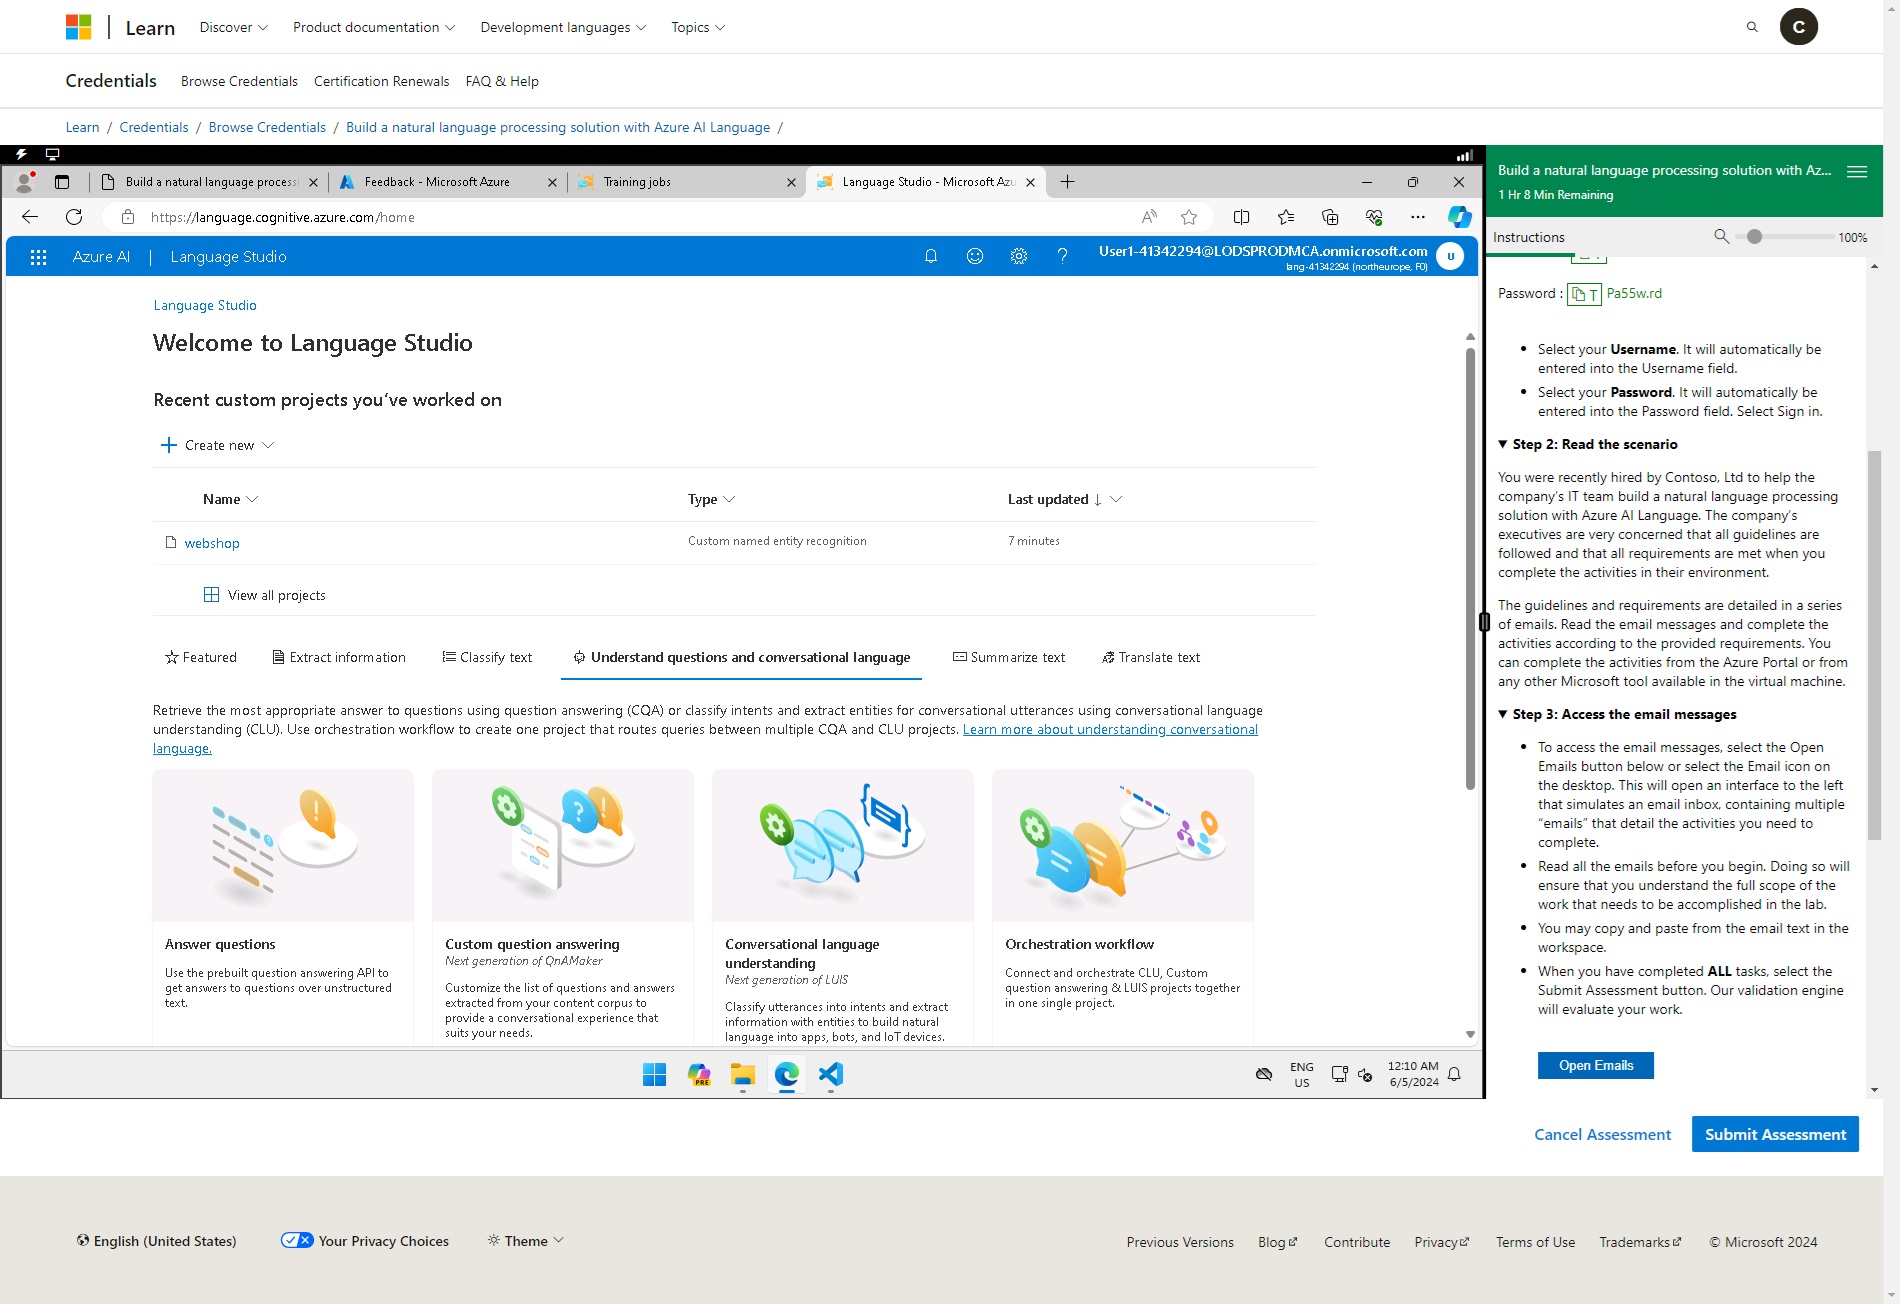 Learn
Discover
Product documentation
Development languages
Topics
C
Credentials
Browse Credentials
Certification Renewals
FAQ & Help
Learn / Credentials / Browse Credentials / Build a natural language processing solution with Azure AI Language /
Build a natural language processi
Feedback - Microsoft Azure
Training jobs
Language Studio - Microsoft Azu
https://language.cognitive.azure.com/home
Azure AI | Language Studio
User1-41342294@LODSPRODMCA.onmicrosoft.com
lang-41342294 (northeurope, F0)
U
Language Studio
Welcome to Language Studio
Recent custom projects you've worked on
Create new
Name
Type
Last updated ↓
webshop
Custom named entity recognition
7 minutes
View all projects
Featured
Extract information
Classify text
Understand questions and conversational language
Summarize text
Translate text
Retrieve the most appropriate answer to questions using question answering (CQA) or classify intents and extract entities for conversational utterances using conversational language
understanding (CLU). Use orchestration workflow to create one project that routes queries between multiple CQA and CLU projects. Learn more about understanding conversational
language.
Answer questions
Use the prebuilt question answering API to
get answers to questions over unstructured
text.
Custom question answering
Next generation of QnAMaker
Customize the list of questions and answers
extracted from your content corpus to
provide a conversational experience that
suits your needs.
Conversational language
understanding
Next generation of LUIS
Classify utterances into intents and extract
information with entities to build natural
language into apps, bots, and IoT devices.
Orchestration workflow
Connect and orchestrate CLU, Custom
question answering & LUIS projects together
in one single project.
PRE
ENG
US
12:10 AM
6/5/2024
Build a natural language processing solution with Az...
1 Hr 8 Min Remaining
Instructions
100%
Password : T Pa55w.rd
• Select your Username. It will automatically be
entered into the Username field.
• Select your Password. It will automatically be
entered into the Password field. Select Sign in.
▼ Step 2: Read the scenario
You were recently hired by Contoso, Ltd to help the
company's IT team build a natural language processing
solution with Azure AI Language. The company's
executives are very concerned that all guidelines are
followed and that all requirements are met when you
complete the activities in their environment.
The guidelines and requirements are detailed in a series
of emails. Read the email messages and complete the
activities according to the provided requirements. You
can complete the activities from the Azure Portal or from
any other Microsoft tool available in the virtual machine.
▼ Step 3: Access the email messages
• To access the email messages, select the Open
Emails button below or select the Email icon on
the desktop. This will open an interface to the left
that simulates an email inbox, containing multiple
“emails” that detail the activities you need to
complete.
• Read all the emails before you begin. Doing so will
ensure that you understand the full scope of the
work that needs to be accomplished in the lab.
• You may copy and paste from the email text in the
workspace.
• When you have completed ALL tasks, select the
Submit Assessment button. Our validation engine
will evaluate your work.
Open Emails
Cancel Assessment
Submit Assessment
English (United States)
Your Privacy Choices
Theme
Previous Versions
Blog
Contribute
Privacy
Terms of Use
Trademarks
© Microsoft 2024